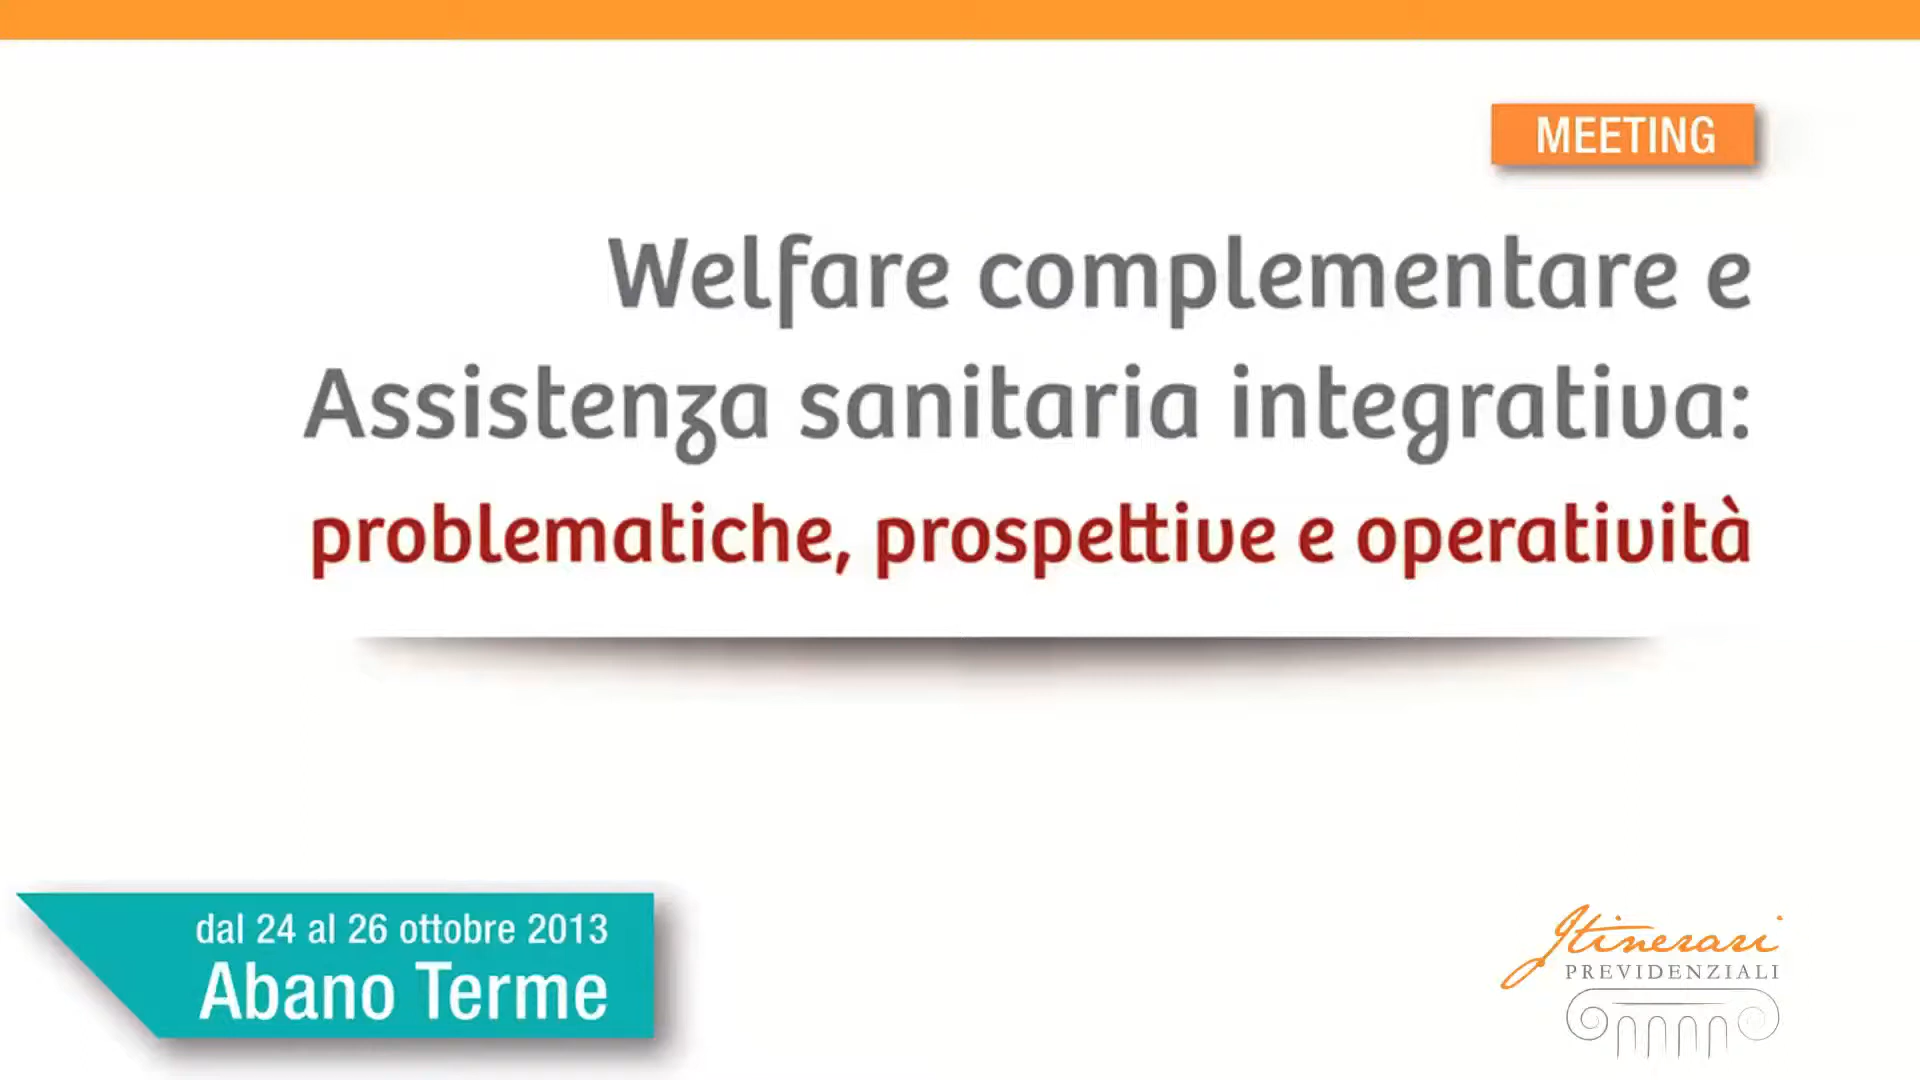 MEETING
Welfare complementare e
Assistenza sanitaria integrativa:
problematiche, prospettive e operatività
dal 24 al 26 ottobre 2013
Abano Terme
Itinerari
PREVIDENZIALI